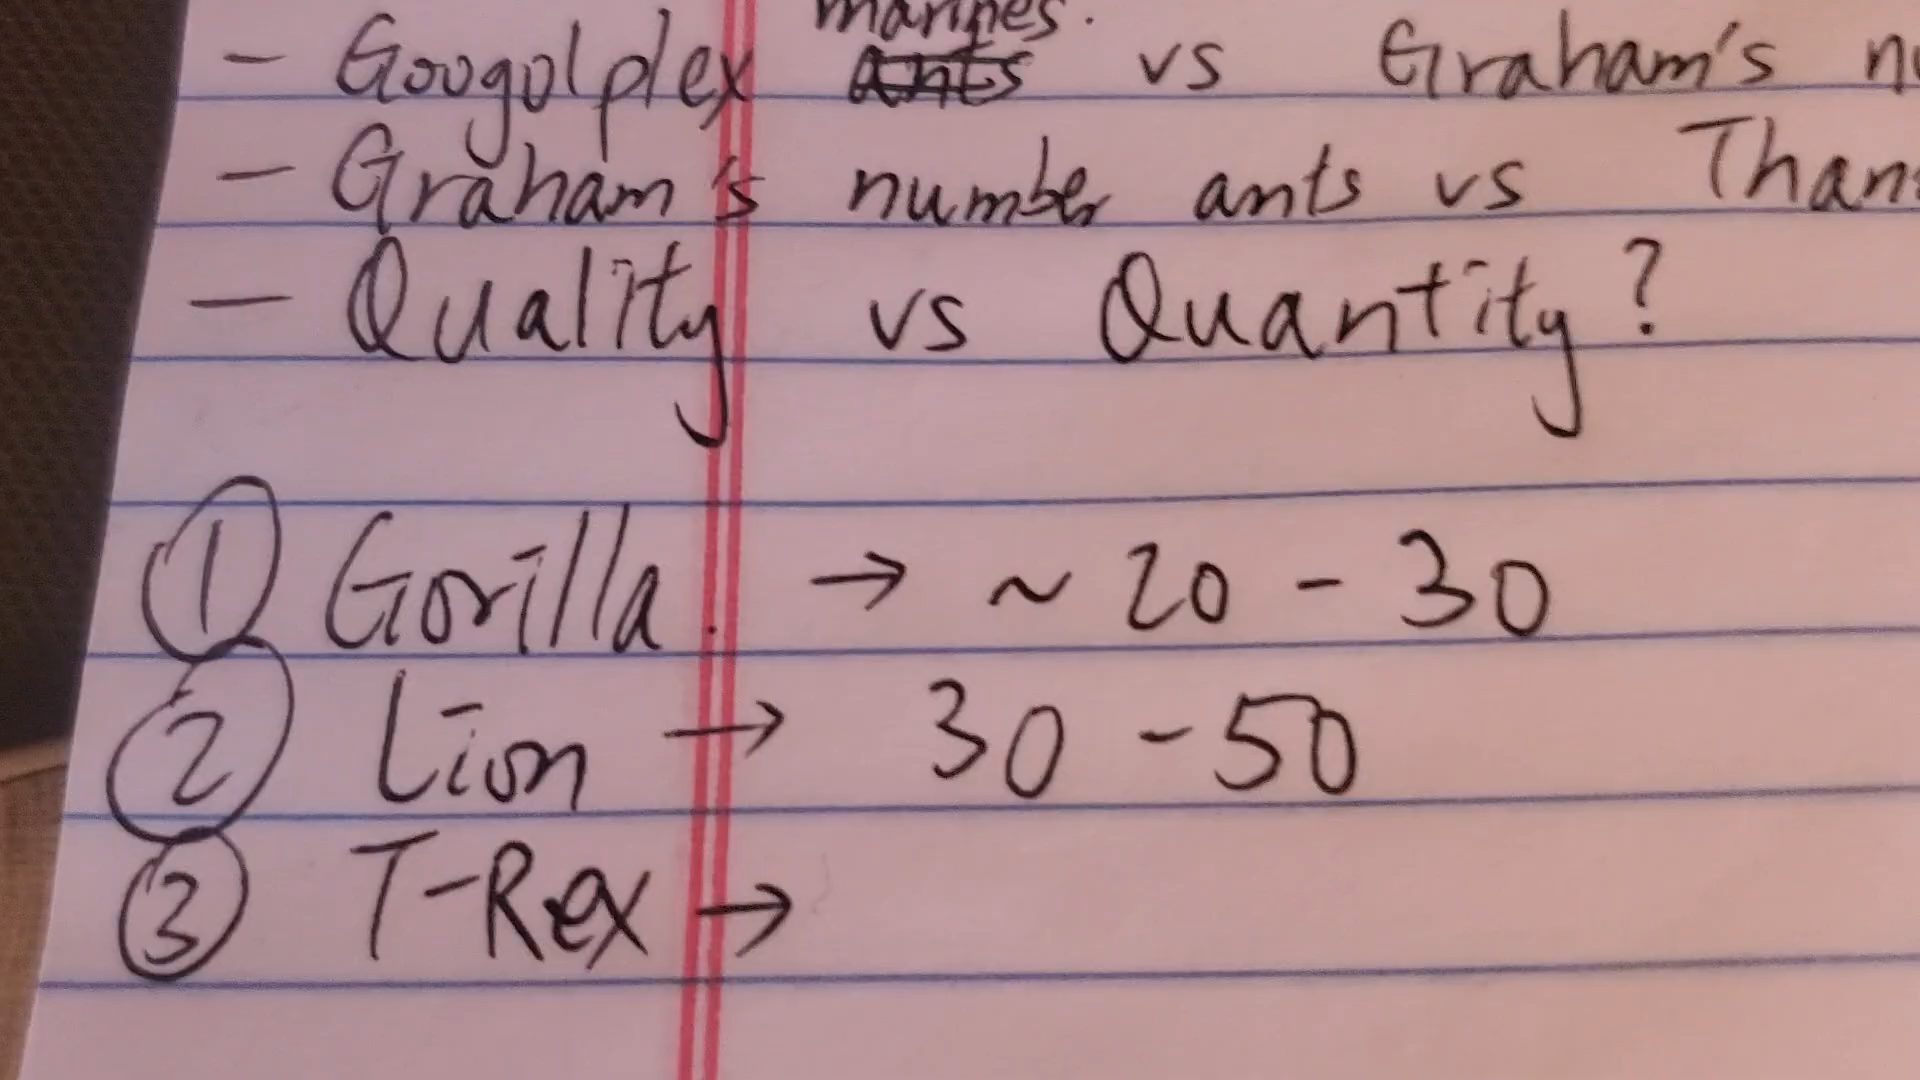 marines.
- Googolplex ants vs Graham's
- Graham's number ants vs
- Quality vs Quantity?
① Gorilla. → ~ 20 - 30
② Lion → 30 - 50
③ T-Rex →